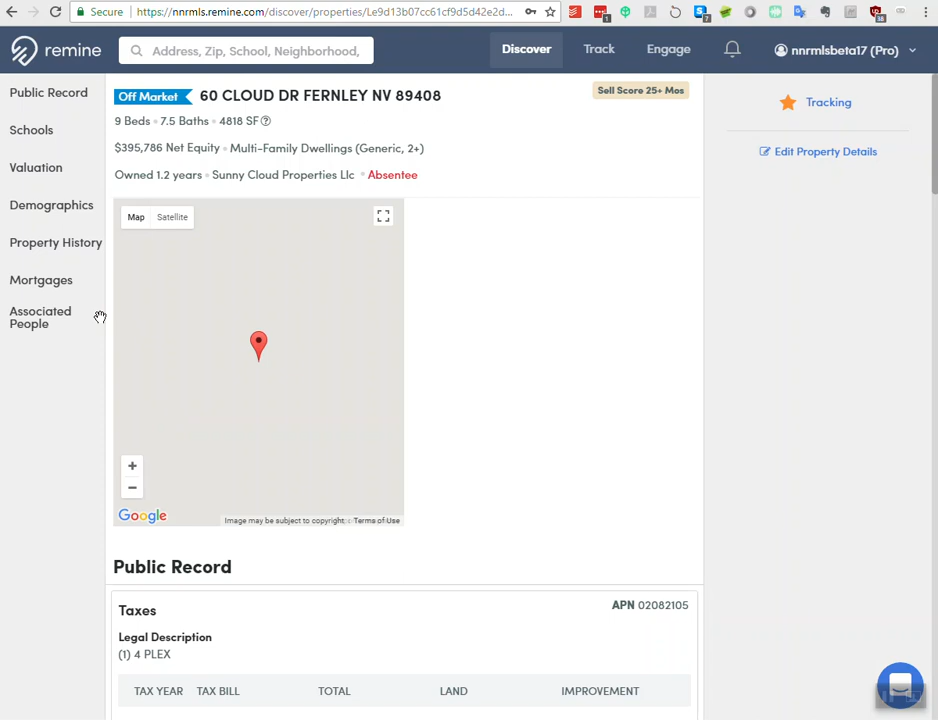 Secure https://nnrmls.remine.com/discover/properties/Le9d13b07cc61cf9d5d42e2d...
remine
Address, Zip, School, Neighborhood,
Discover
Track
Engage
nnrmlsbeta17 (Pro)
Public Record
Schools
Valuation
Demographics
Property History
Mortgages
Associated
People
Off Market
60 CLOUD DR FERNLEY NV 89408
Sell Score 25+ Mos
9 Beds • 7.5 Baths • 4818 SF
$395,786 Net Equity • Multi-Family Dwellings (Generic, 2+)
Owned 1.2 years • Sunny Cloud Properties Llc • Absentee
Map Satellite
+
−
Google
Image may be subject to copyright Terms of Use
Tracking
Edit Property Details
Public Record
Taxes
APN 02082105
Legal Description
(1) 4 PLEX
TAX YEAR TAX BILL TOTAL LAND IMPROVEMENT